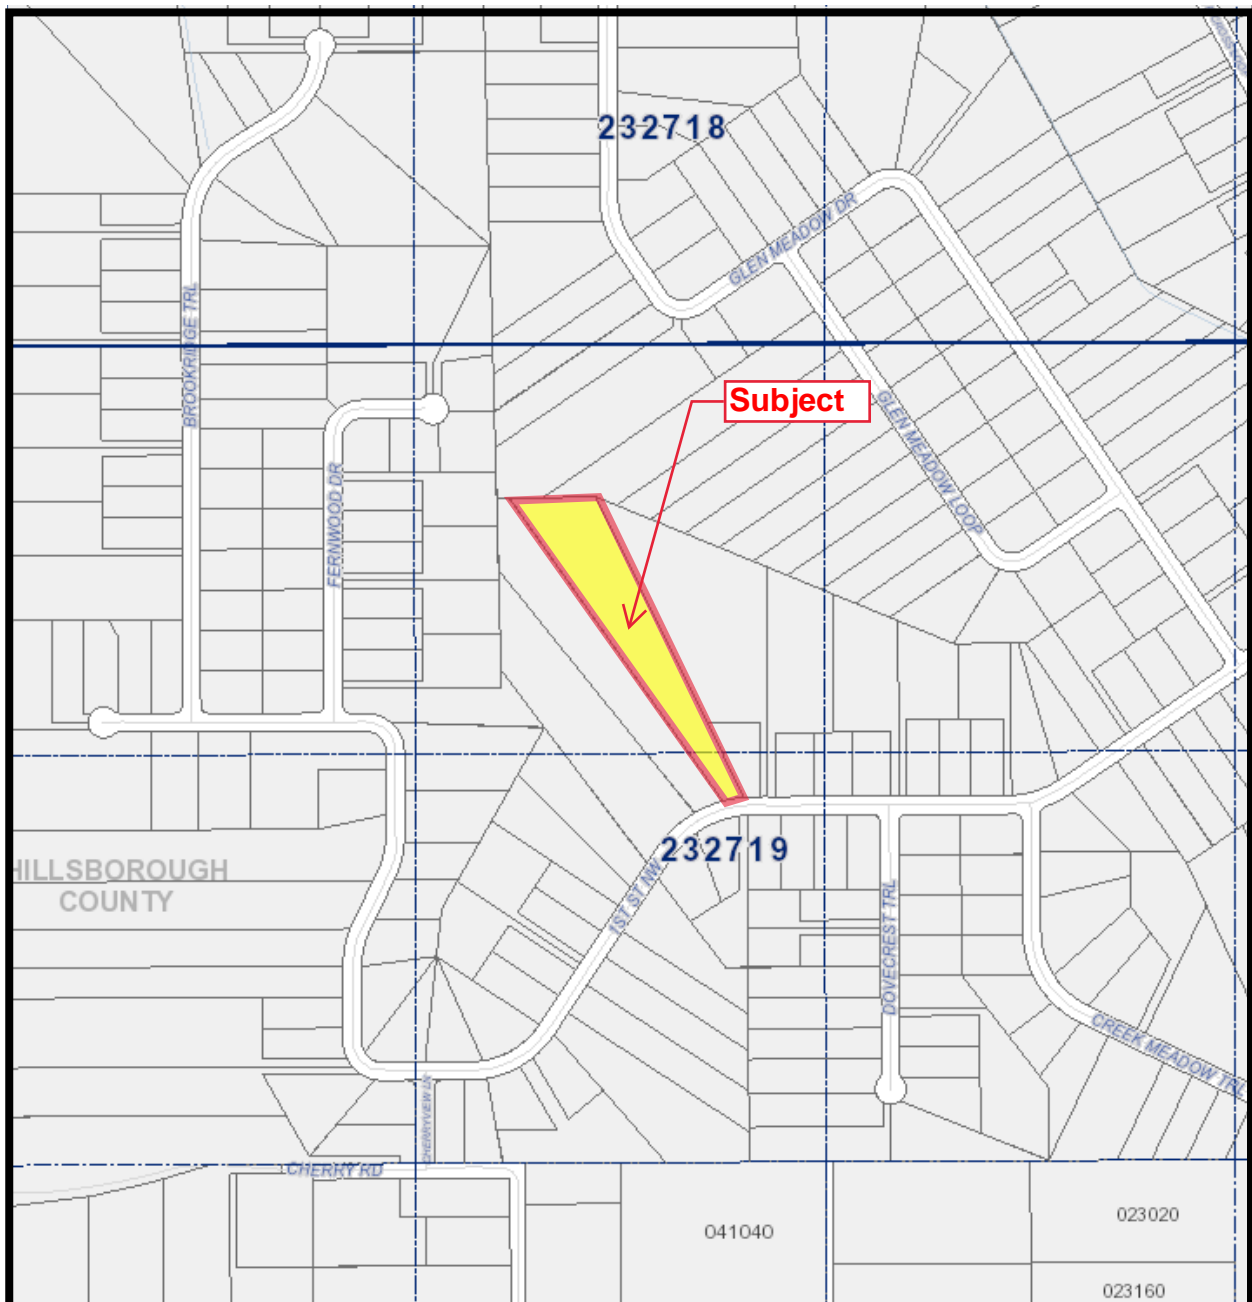 232718
GLEN MEADOW DR
BROOKRIDGE TRL
Subject
GLEN MEADOW LOOP
FERNWOOD DR
232719
HILLSBOROUGH
COUNTY
1ST ST NW
DOVECREST TRL
CREEK MEADOW TRL
CHERRYVIEW LN
CHERRY RD
041040
023020
023160